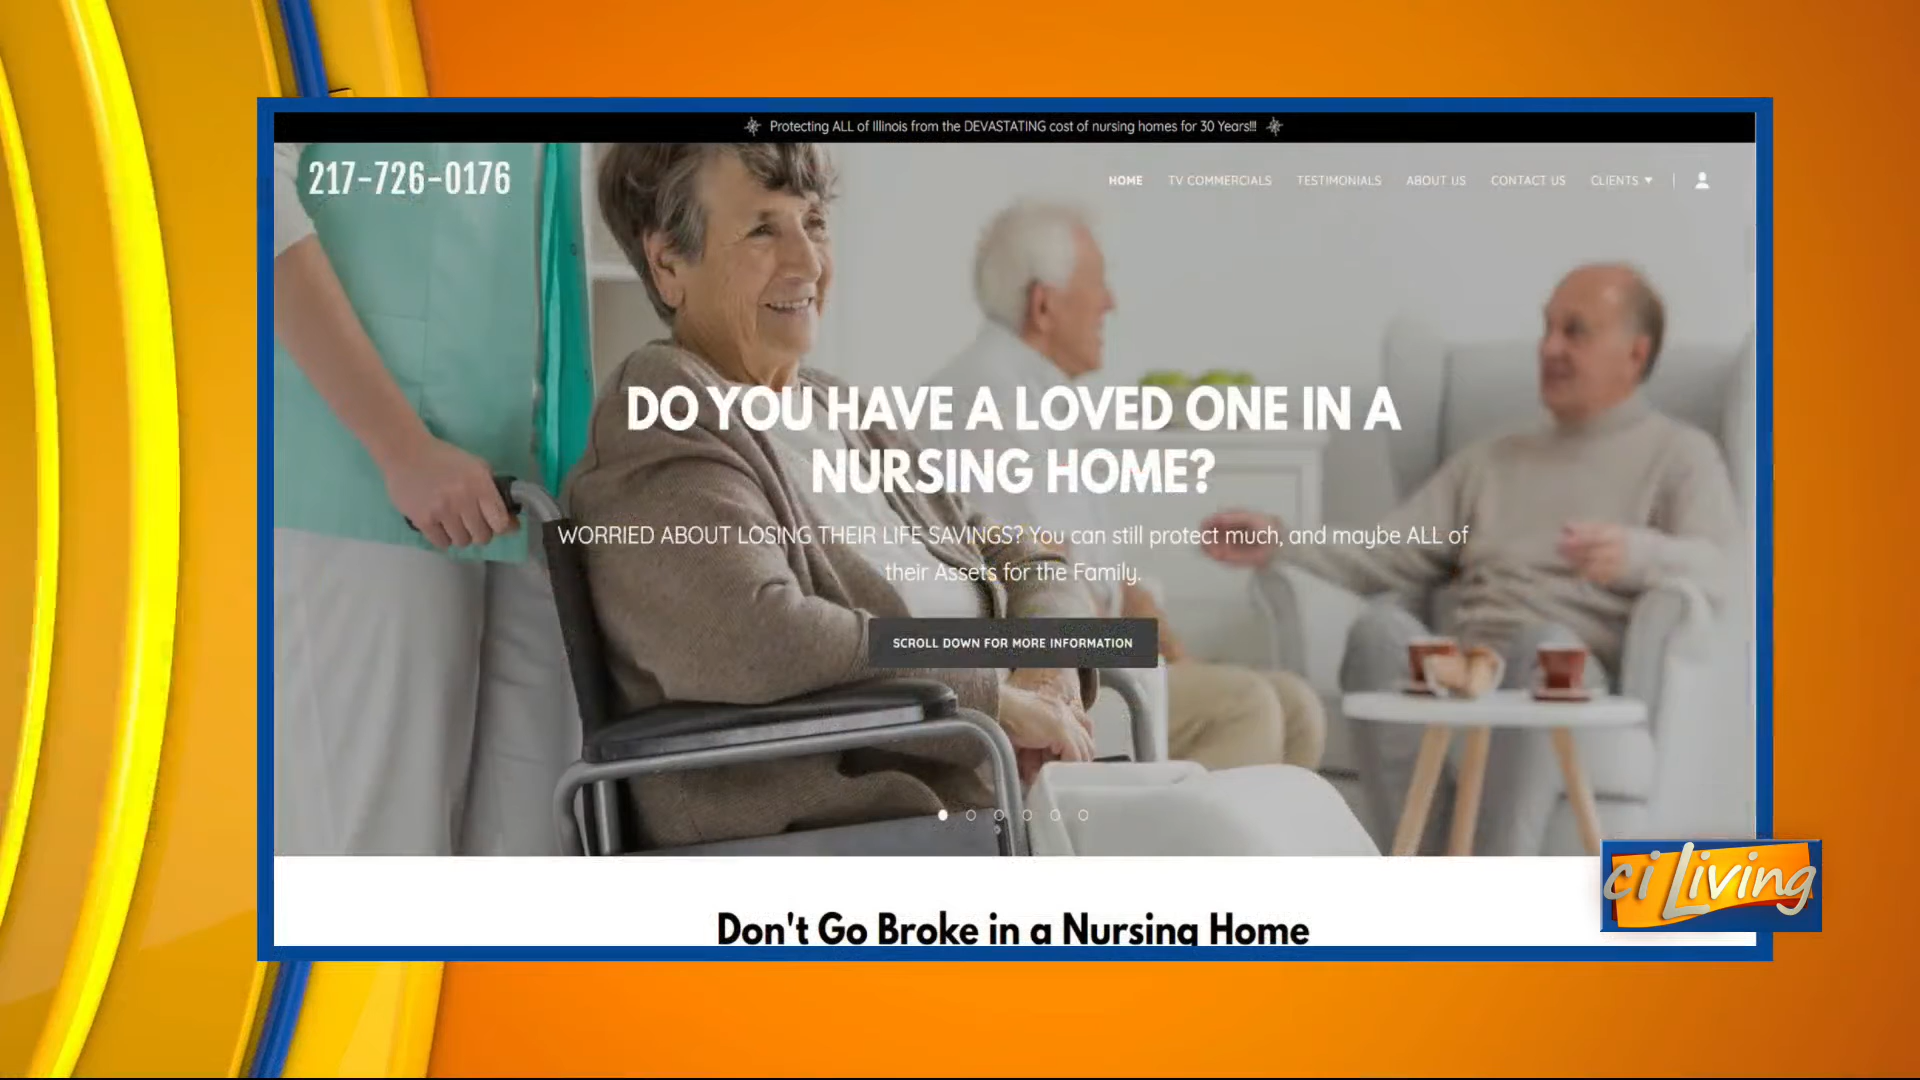 Protecting ALL of Illinois from the DEVASTATING cost of nursing homes for 30 Years!!!
217-726-0176
HOME TV COMMERCIALS TESTIMONIALS ABOUT US CONTACT US CLIENTS
DO YOU HAVE A LOVED ONE IN A
NURSING HOME?
WORRIED ABOUT LOSING THEIR LIFE SAVINGS? You can still protect much, and maybe ALL of
their Assets for the Family.
SCROLL DOWN FOR MORE INFORMATION
ci Living
Don't Go Broke in a Nursing Home